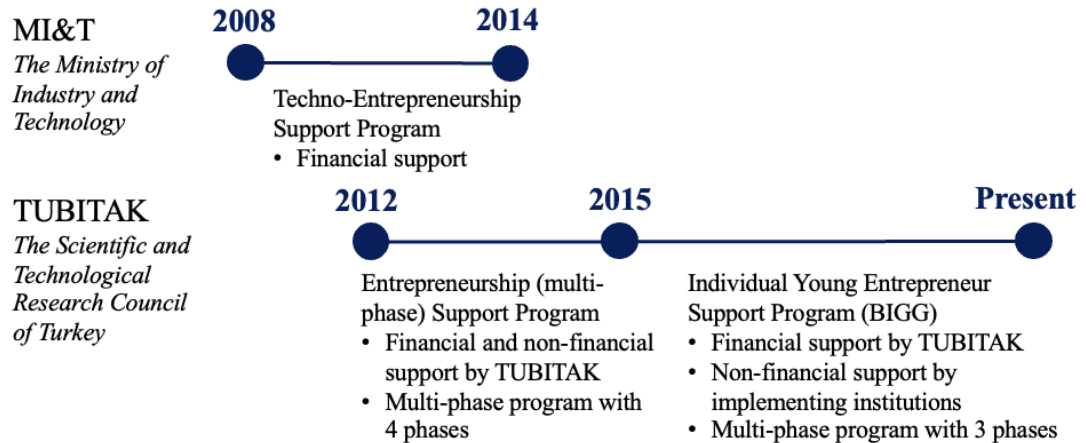 MI&T
The Ministry of
Industry and
Technology
2008
2014
Techno-Entrepreneurship
Support Program
• Financial support
TUBITAK
The Scientific and
Technological
Research Council
of Turkey
2012
2015
Present
Entrepreneurship (multi-
phase) Support Program
• Financial and non-financial
support by TUBITAK
• Multi-phase program with
4 phases
Individual Young Entrepreneur
Support Program (BIGG)
• Financial support by TUBITAK
• Non-financial support by
implementing institutions
• Multi-phase program with 3 phases